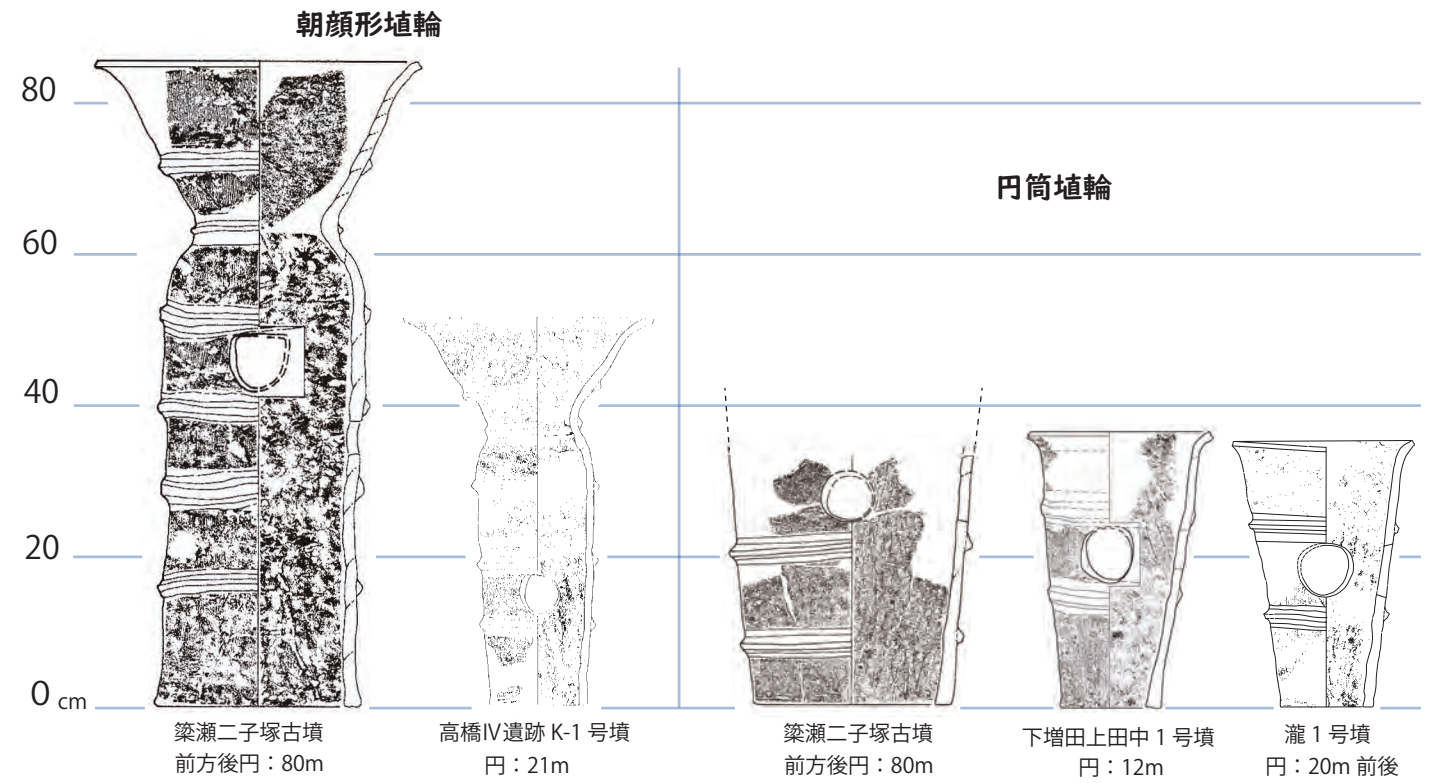 朝顔形埴輪
80
60
40
20
0 cm
円筒埴輪
簗瀬二子塚古墳
前方後円：80m
高橋Ⅳ遺跡 K-1 号墳
円：21m
簗瀬二子塚古墳
前方後円：80m
下増田上田中 1 号墳
円：12m
瀧 1 号墳
円：20m 前後